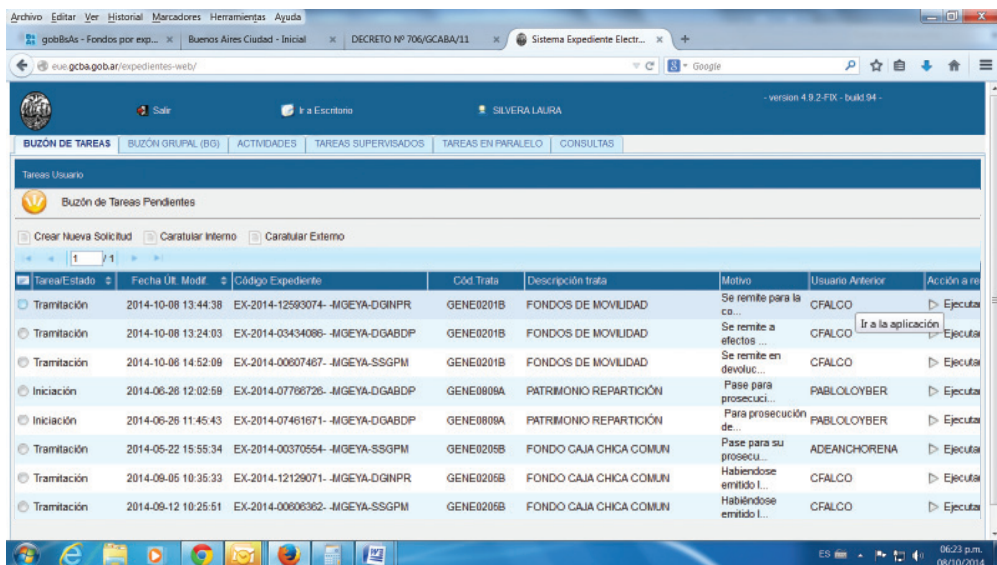 Archivo Editar Ver Historial Marcadores Herramientas Ayuda
gobBsAs - Fondos por exp... × Buenos Aires Ciudad - Inicial × DECRETO Nº 706/GCABA/11 × Sistema Expediente Electr... × +
eue.gcba.gob.ar/expedientes-web/ Google
Salir Ir a Escritorio SILVERA LAURA - version 4.9.2-FIX - build.94 -
BUZÓN DE TAREAS BUZÓN GRUPAL (BG) ACTIVIDADES TAREAS SUPERVISADOS TAREAS EN PARALELO CONSULTAS
Tareas Usuario
Buzón de Tareas Pendientes
Crear Nueva Solicitud Caratular Interno Caratular Externo
1 / 1
Tarea/Estado Fecha Últ. Modif. Código Expediente Cód.Trata Descripción trata Motivo Usuario Anterior Acción a re
Tramitación 2014-10-08 13:44:38 EX-2014-12593074- -MGEYA-DGINPR GENE0201B FONDOS DE MOVILIDAD Se remite para la co... CFALCO Ejecutar
Ir a la aplicación
Tramitación 2014-10-08 13:24:03 EX-2014-03434086- -MGEYA-DGABDP GENE0201B FONDOS DE MOVILIDAD Se remite a efectos ... CFALCO Ejecutar
Tramitación 2014-10-06 14:52:09 EX-2014-00607467- -MGEYA-SSGPM GENE0201B FONDOS DE MOVILIDAD Se remite en devoluc... CFALCO Ejecutar
Iniciación 2014-06-26 12:02:59 EX-2014-07766726- -MGEYA-DGABDP GENE0809A PATRIMONIO REPARTICIÓN Pase para prosecuci... PABLOLOYBER Ejecutar
Iniciación 2014-06-26 11:45:43 EX-2014-07461671- -MGEYA-DGABDP GENE0809A PATRIMONIO REPARTICIÓN Para prosecución de... PABLOLOYBER Ejecutar
Tramitación 2014-05-22 15:55:34 EX-2014-00370554- -MGEYA-SSGPM GENE0205B FONDO CAJA CHICA COMUN Pase para su prosecu... ADEANCHORENA Ejecutar
Tramitación 2014-09-05 10:35:33 EX-2014-12129071- -MGEYA-DGINPR GENE0205B FONDO CAJA CHICA COMUN Habiendose emitido l... CFALCO Ejecutar
Tramitación 2014-09-12 10:25:51 EX-2014-00606362- -MGEYA-SSGPM GENE0205B FONDO CAJA CHICA COMUN Habiéndose emitido l... CFALCO Ejecutar
ES 06:23 p.m.
08/10/2014